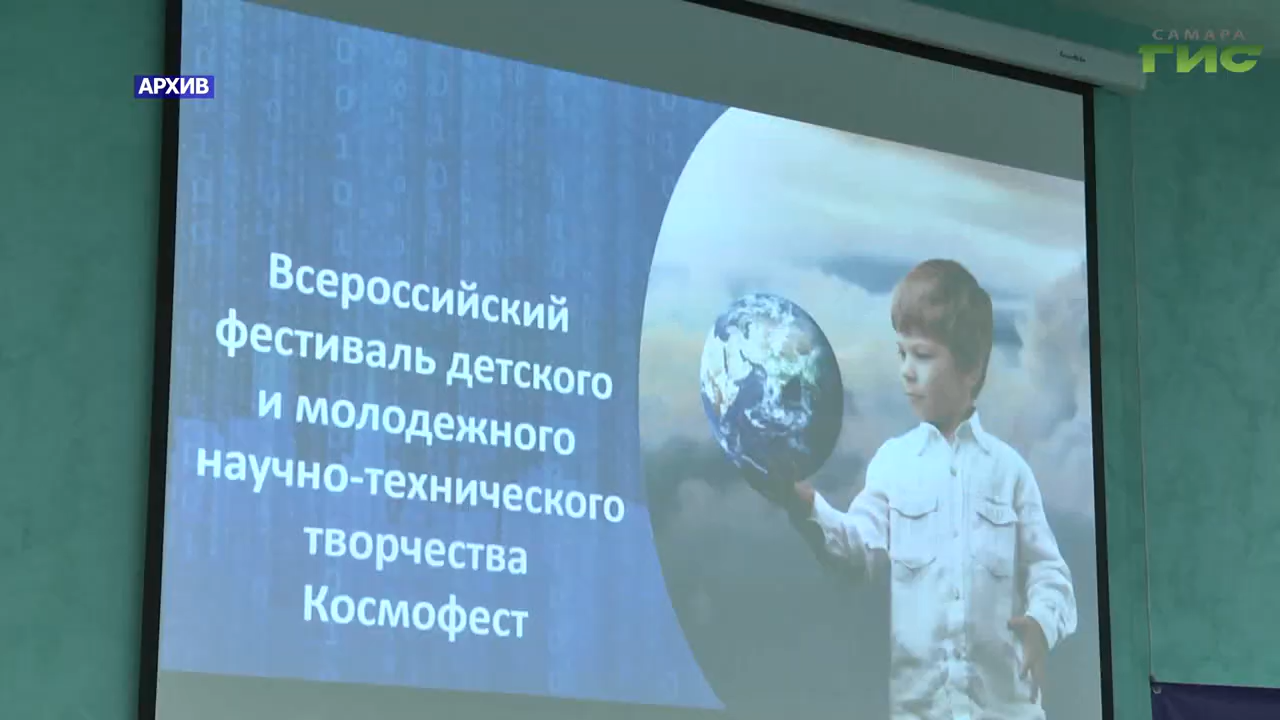 САМАРА
ГИС
АРХИВ
Всероссийский
фестиваль детского
и молодежного
научно-технического
творчества
Космофест